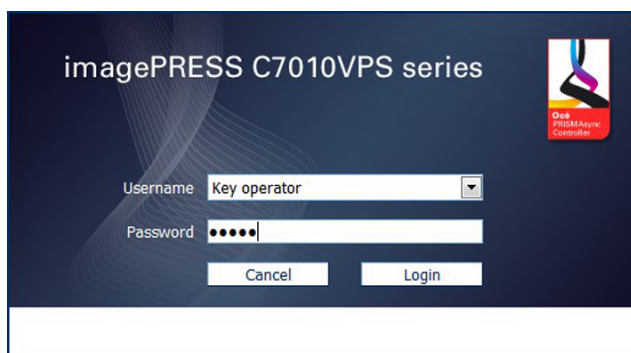 imagePRESS C7010VPS series
Océ
PRISMAsync
Controller
Username Key operator
Password •••••
Cancel Login